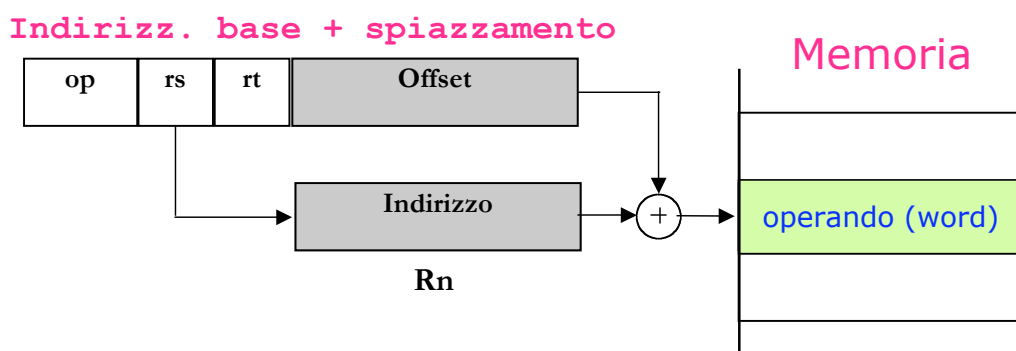 Indirizz. base + spiazzamento
Memoria
op rs rt Offset
Indirizzo + operando (word)
Rn